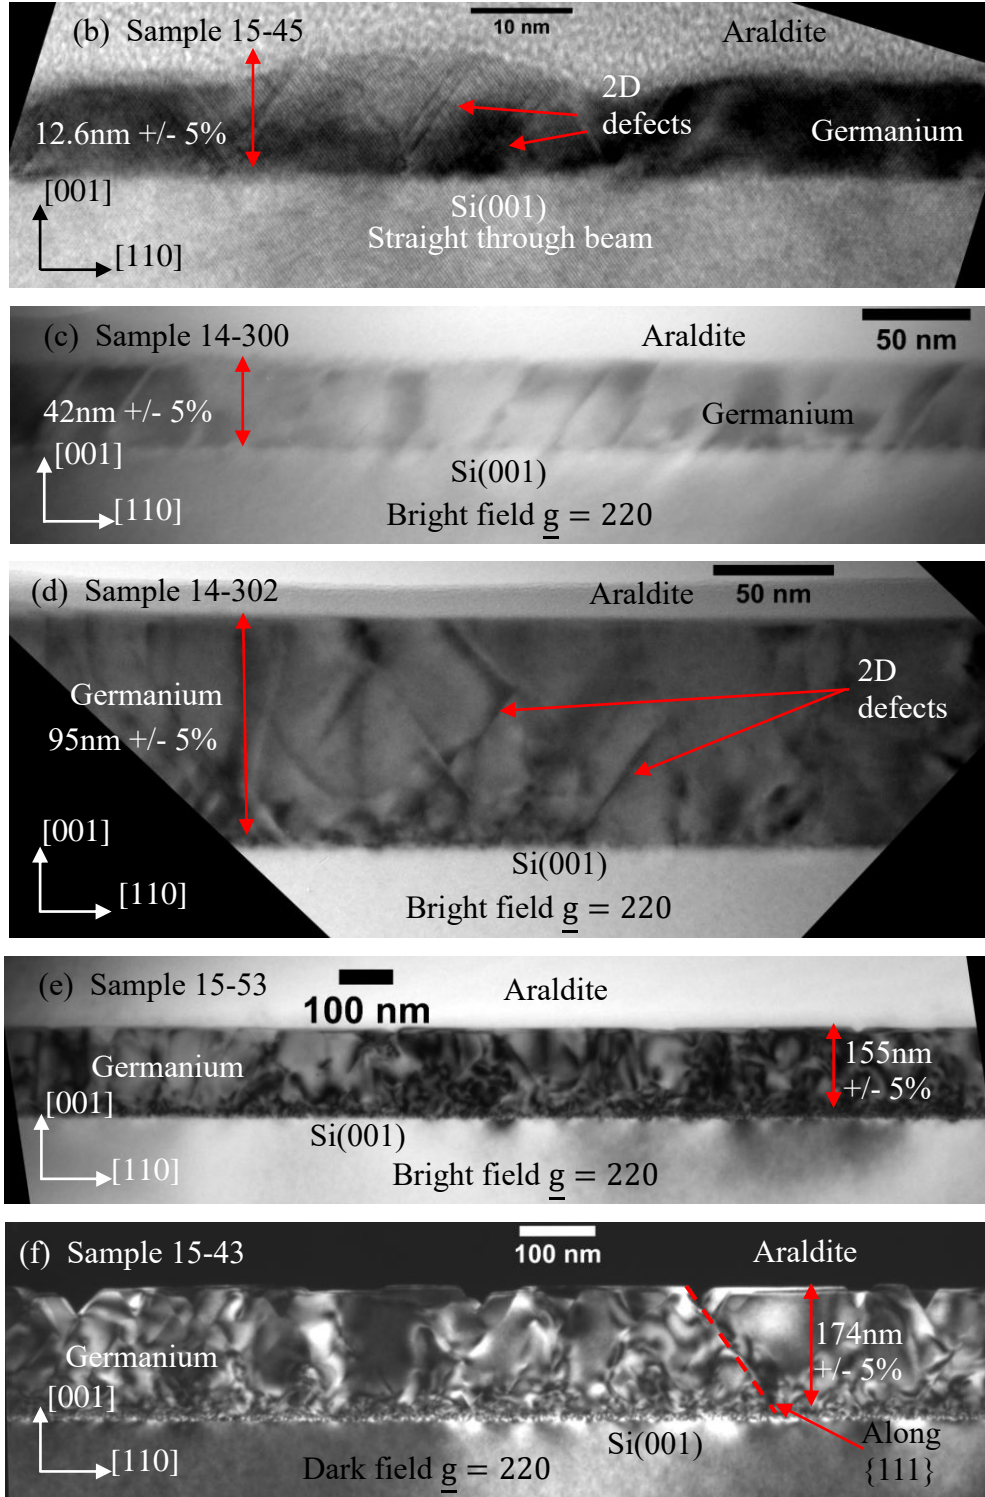 (b) Sample 15-45
10 nm
Araldite
2D
defects
12.6nm +/- 5%
Germanium
[001]
Si(001)
Straight through beam
[110]
(c) Sample 14-300
Araldite
50 nm
42nm +/- 5%
Germanium
[001]
Si(001)
[110]
Bright field g = 220
(d) Sample 14-302
Araldite
50 nm
2D
defects
Germanium
95nm +/- 5%
[001]
Si(001)
[110]
Bright field g = 220
(e) Sample 15-53
100 nm
Araldite
155nm
+/- 5%
Germanium
[001]
Si(001)
[110]
Bright field g = 220
(f) Sample 15-43
100 nm
Araldite
174nm
+/- 5%
Germanium
[001]
Si(001)
Along
{111}
[110]
Dark field g = 220